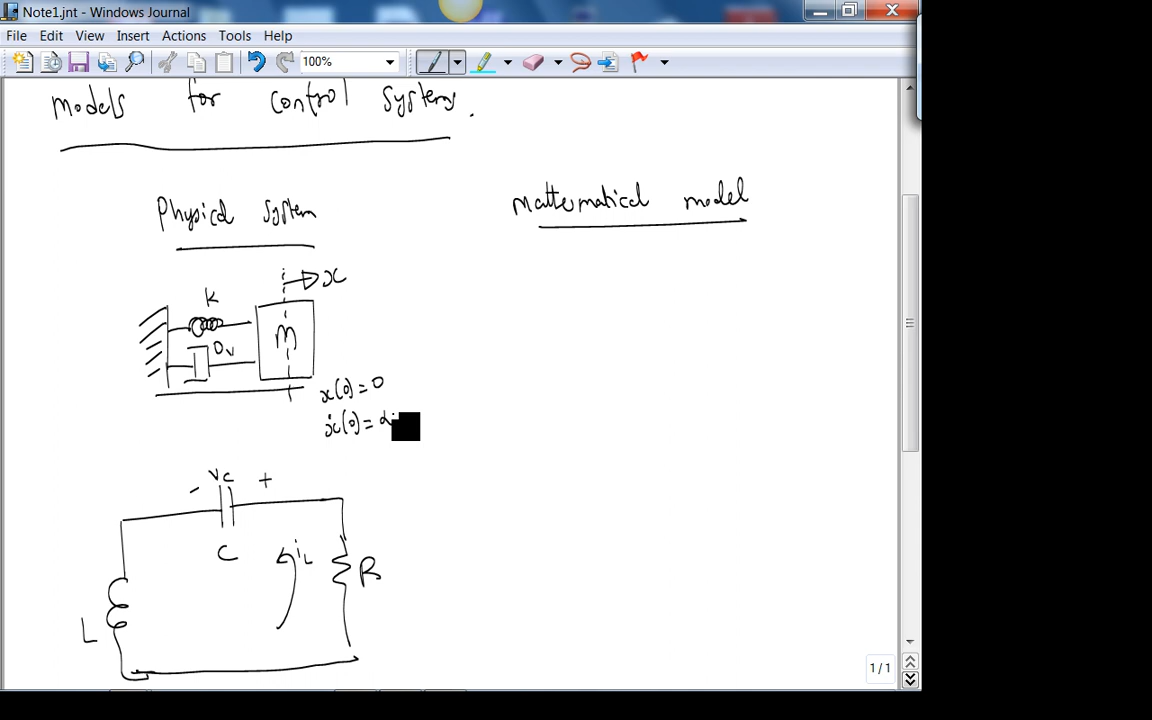 Note1.jnt - Windows Journal
File Edit View Insert Actions Tools Help
100%
Models for control systems.
Physical system
Mathematical model
x
K
M
x(0)=0
ẋ(0)=
- Vc +
C
iL
R
L
1/1